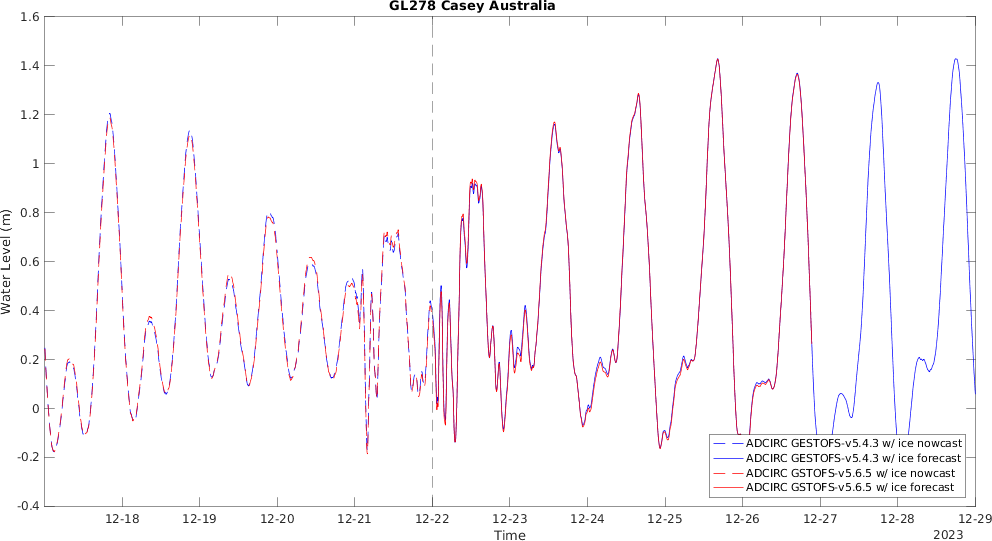 GL278 Casey Australia
1.6
1.4
1.2
1
0.8
0.6
0.4
0.2
0
-0.2
-0.4
Water Level (m)
12-18 12-19 12-20 12-21 12-22 12-23 12-24 12-25 12-26 12-27 12-28 12-29
Time
2023
ADCIRC GESTOFS-v5.4.3 w/ ice nowcast
ADCIRC GESTOFS-v5.4.3 w/ ice forecast
ADCIRC GSTOFS-v5.6.5 w/ ice nowcast
ADCIRC GSTOFS-v5.6.5 w/ ice forecast